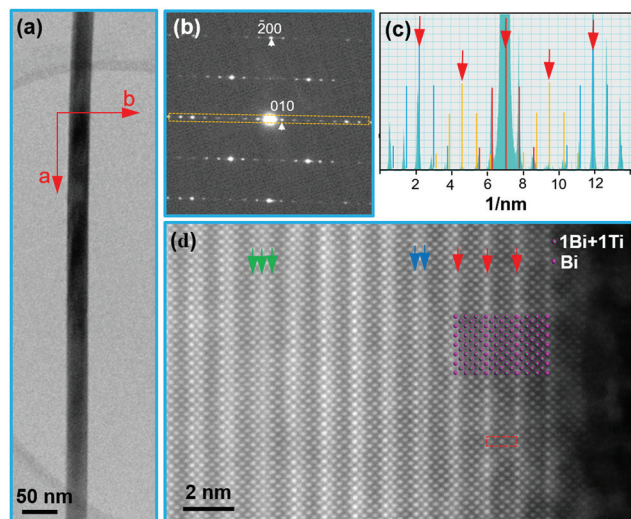 (a)
b
a
50 nm
(b)
2̄00
010
(c)
2 4 6 8 10 12
1/nm
(d)
1Bi+1Ti
Bi
2 nm